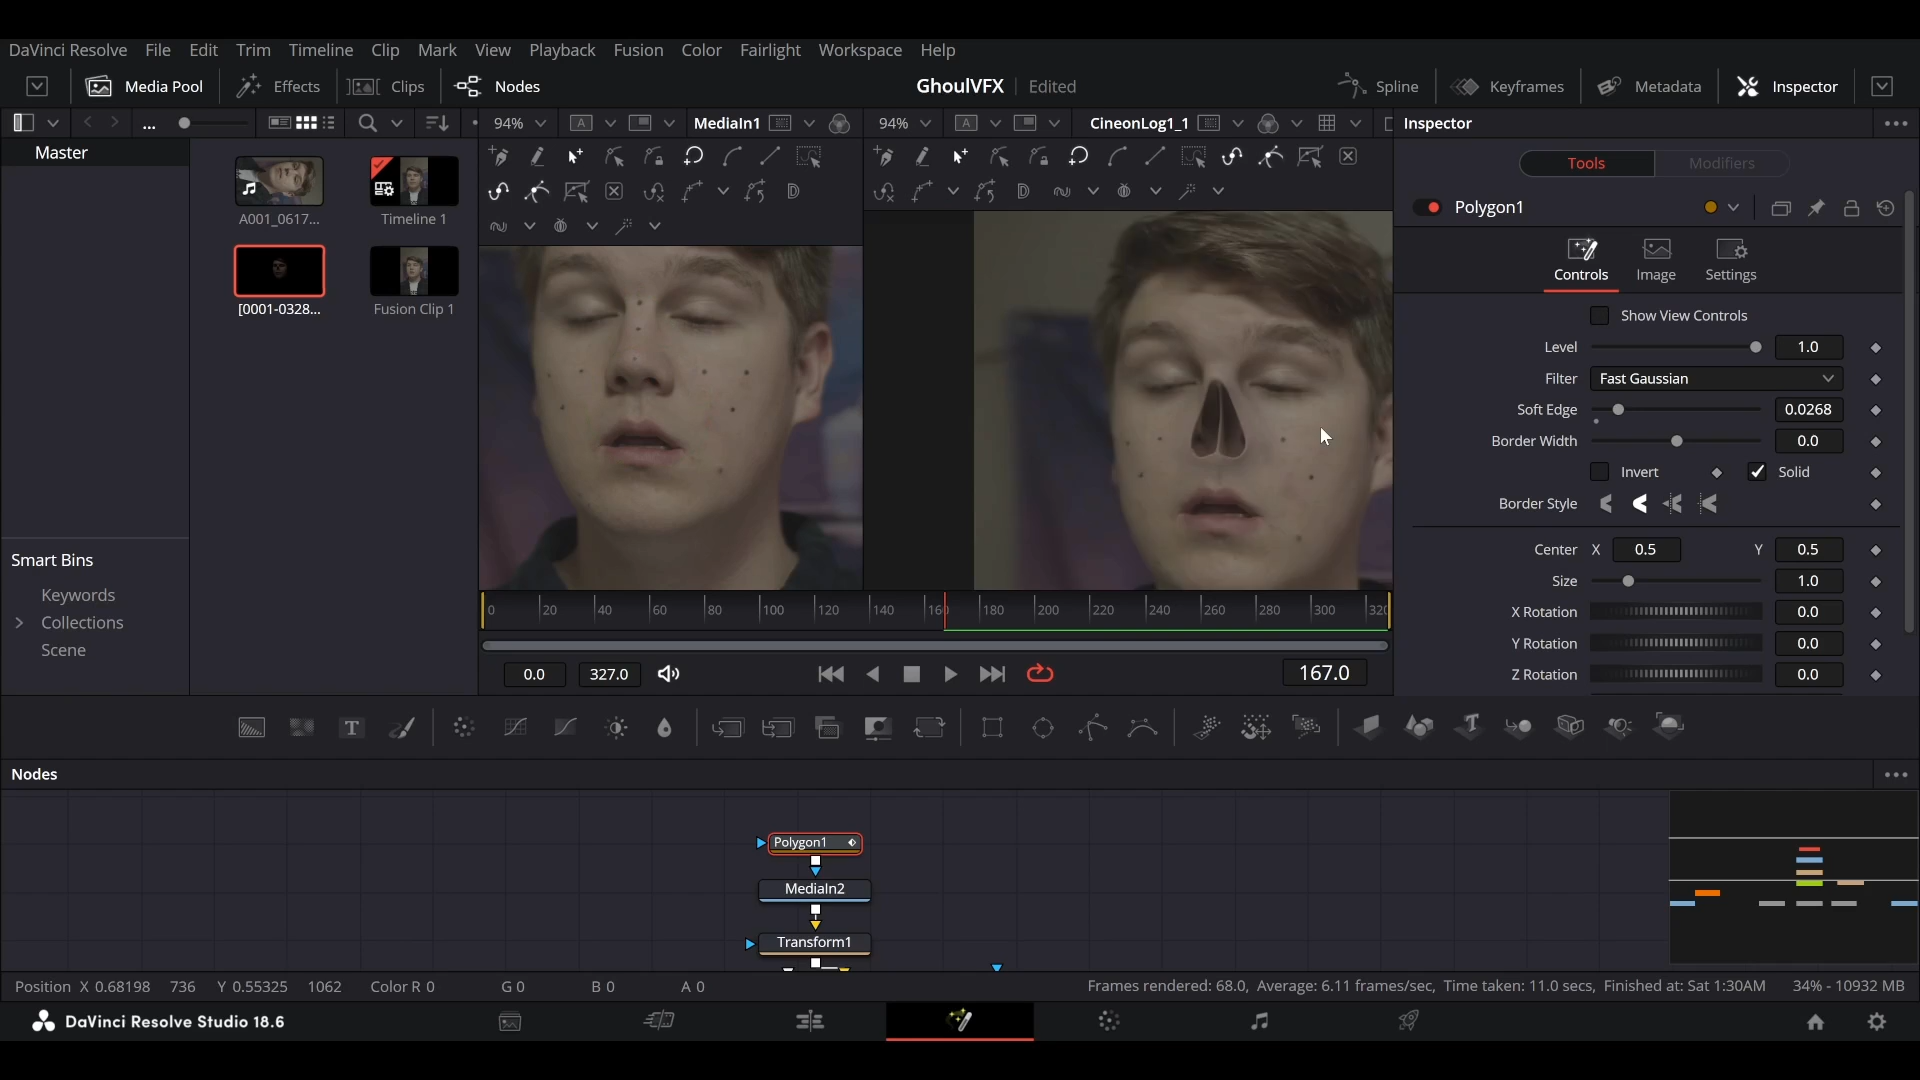 DaVinci Resolve File Edit Trim Timeline Clip Mark View Playback Fusion Color Fairlight Workspace Help
Media Pool Effects Clips Nodes GhoulVFX Edited Spline Keyframes Metadata Inspector
... 94% A MediaIn1 94% A CineonLog1_1 Inspector
Master
A001_0617...
Timeline 1
[0001-0328...
Fusion Clip 1
Smart Bins
Keywords
Collections
Scene
Tools Modifiers
Polygon1
Controls Image Settings
Show View Controls
Level 1.0
Filter Fast Gaussian
Soft Edge 0.0268
Border Width 0.0
Invert Solid
Border Style
Center X 0.5 Y 0.5
Size 1.0
X Rotation 0.0
Y Rotation 0.0
Z Rotation 0.0
0 20 40 60 80 100 120 140 180 200 220 240 260 280 300
0.0 327.0 167.0
Nodes
Polygon1
MediaIn2
Transform1
Position X 0.68198 736 Y 0.55325 1062 Color R 0 G 0 B 0 A 0 Frames rendered: 68.0, Average: 6.11 frames/sec, Time taken: 11.0 secs, Finished at: Sat 1:30AM 34% - 10932 MB
DaVinci Resolve Studio 18.6